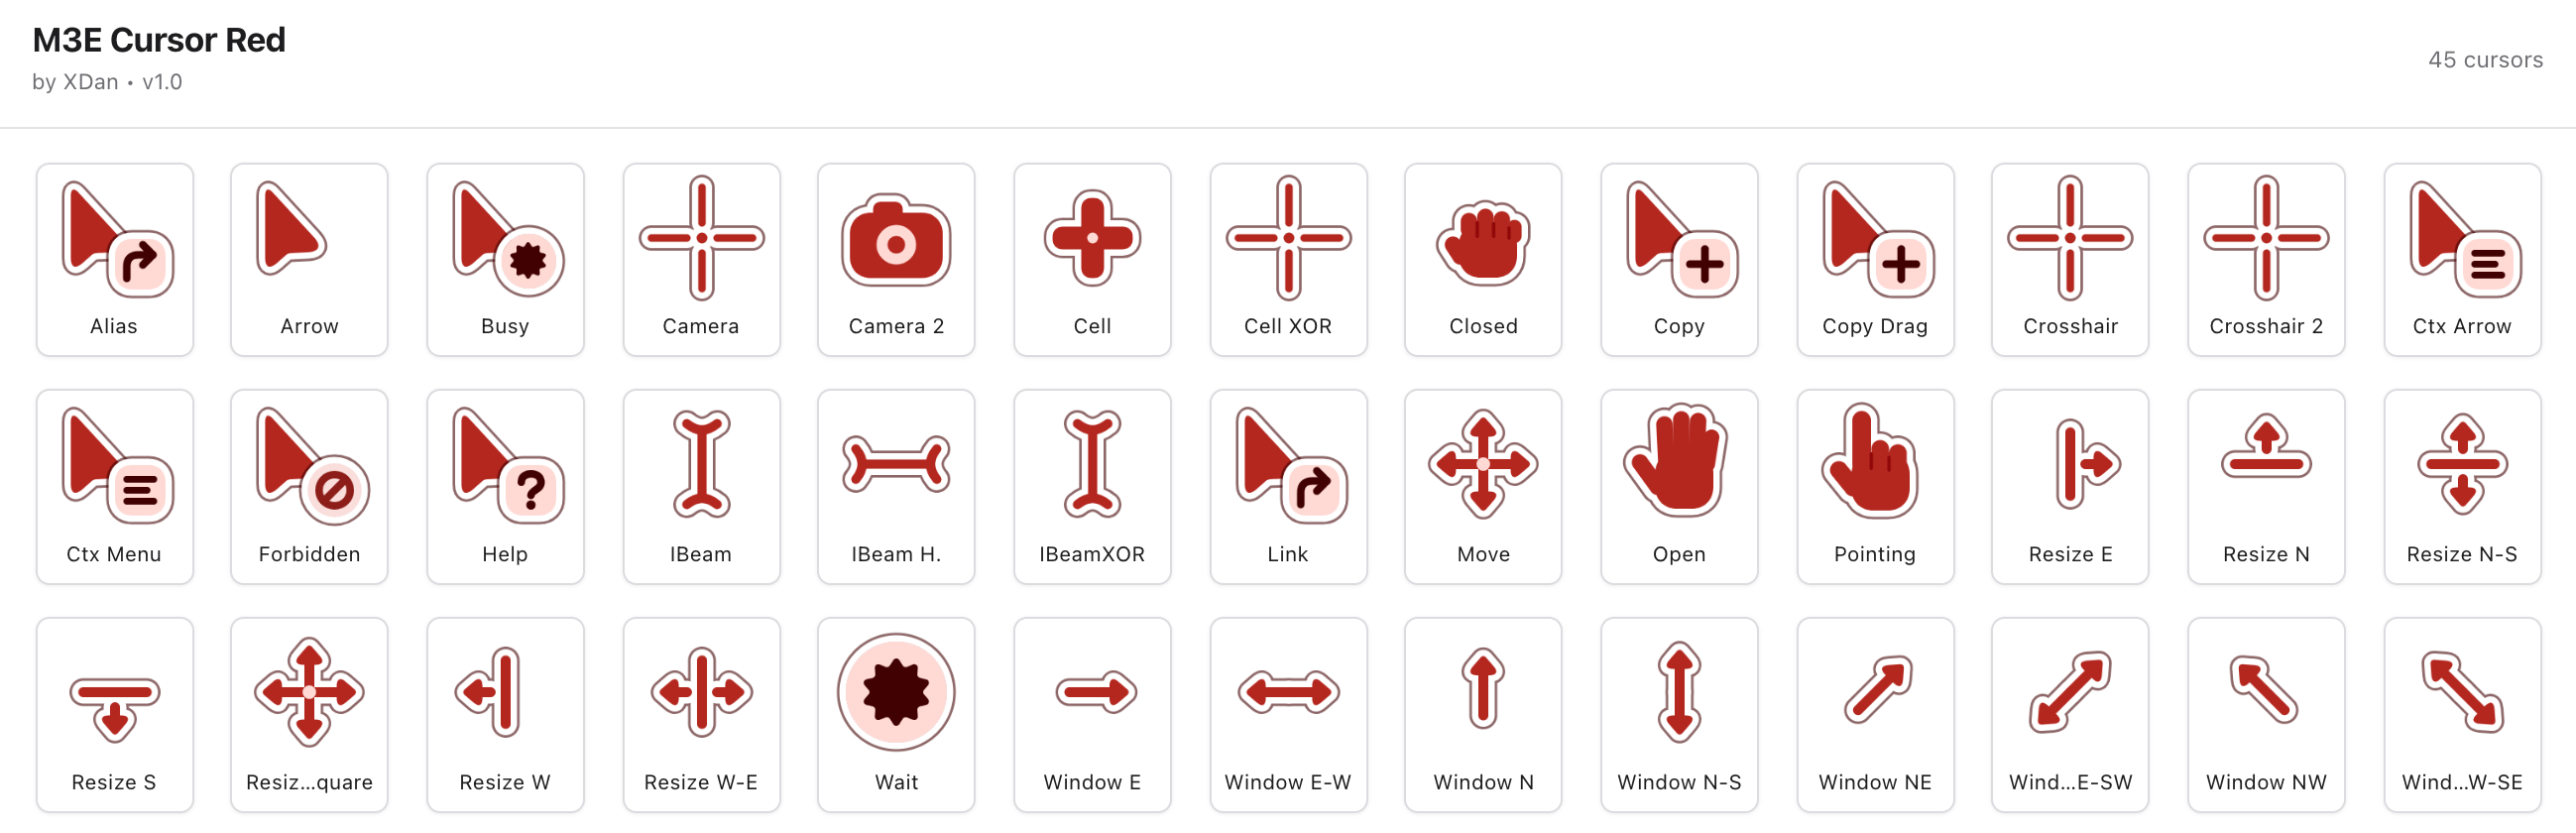 M3E Cursor Red
by XDan • v1.0
45 cursors
Alias
Arrow
Busy
Camera
Camera 2
Cell
Cell XOR
Closed
Copy
Copy Drag
Crosshair
Crosshair 2
Ctx Arrow
Ctx Menu
Forbidden
Help
IBeam
IBeam H.
IBeamXOR
Link
Move
Open
Pointing
Resize E
Resize N
Resize N-S
Resize S
Resiz...quare
Resize W
Resize W-E
Wait
Window E
Window E-W
Window N
Window N-S
Window NE
Wind...E-SW
Window NW
Wind...W-SE